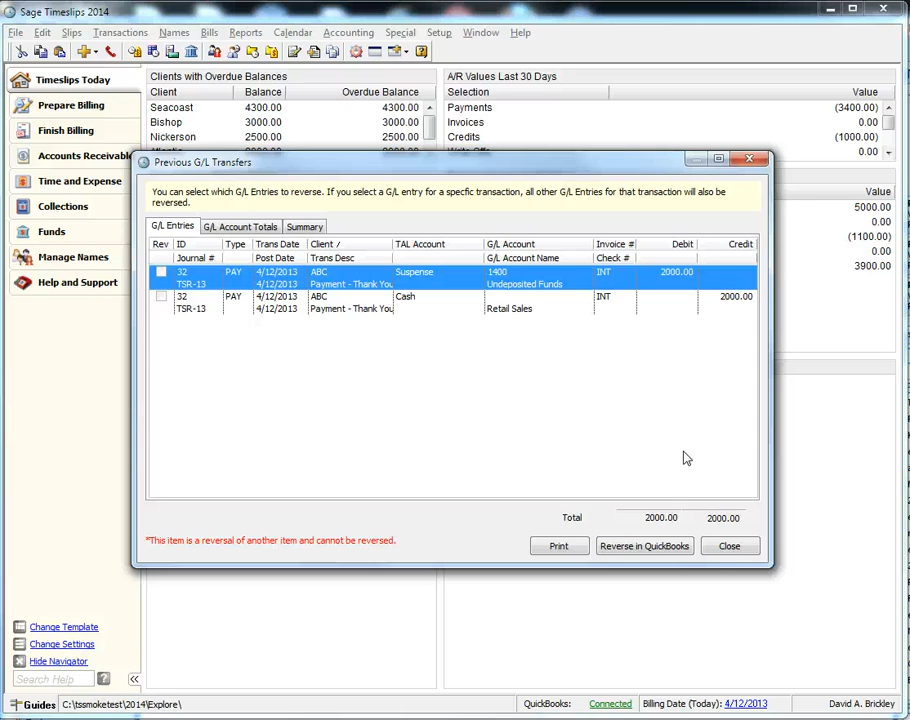 Sage Timeslips 2014
File Edit Slips Transactions Names Bills Reports Calendar Accounting Special Setup Window Help
Timeslips Today
Prepare Billing
Finish Billing
Accounts Receivabl
Time and Expense
Collections
Funds
Manage Names
Help and Support
Clients with Overdue Balances
Client Balance Overdue Balance
Seacoast 4300.00 4300.00
Bishop 3000.00 3000.00
Nickerson 2500.00 2500.00
A/R Values Last 30 Days
Selection Value
Payments (3400.00)
Invoices 0.00
Credits (1000.00)
0.00
Value
5000.00
0.00
(1100.00)
0.00
3900.00
Previous G/L Transfers
You can select which G/L Entries to reverse. If you select a G/L entry for a specfic transaction, all other G/L Entries for that transaction will also be
reversed.
G/L Entries G/L Account Totals Summary
Rev ID Type Trans Date Client / TAL Account G/L Account Invoice # Debit Credit
Journal # Post Date Trans Desc G/L Account Name Check #
32 PAY 4/12/2013 ABC Suspense 1400 INT 2000.00
TSR-13 4/12/2013 Payment - Thank You Undeposited Funds
32 PAY 4/12/2013 ABC Cash INT 2000.00
TSR-13 4/12/2013 Payment - Thank You Retail Sales
Total 2000.00 2000.00
*This item is a reversal of another item and cannot be reversed.
Print Reverse in QuickBooks Close
Change Template
Change Settings
Hide Navigator
Search Help ? <<
Guides C:\tssmoketest\2014\Explore\ QuickBooks: Connected Billing Date (Today): 4/12/2013 David A. Brickley